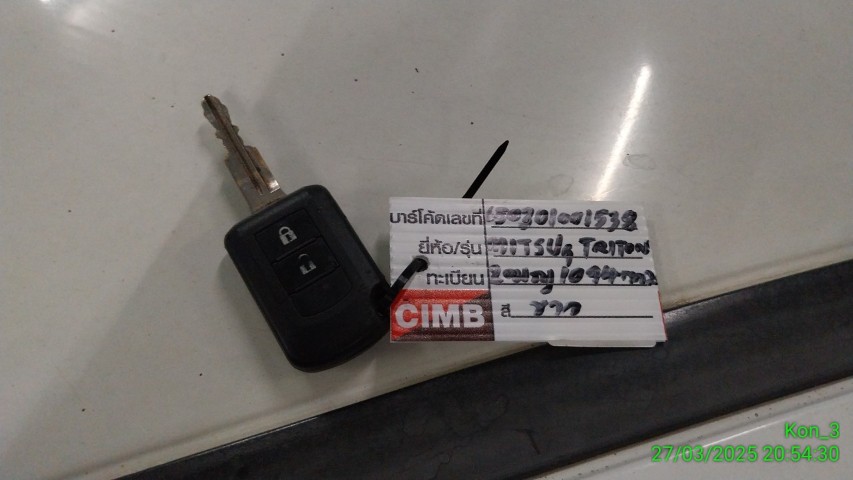 บาร์โค้ดเลขที่
ยี่ห้อ/รุ่น MITSU TRITON
ทะเบียน
CIMB สี ขาว
Kon_3
27/03/2025 20:54:30